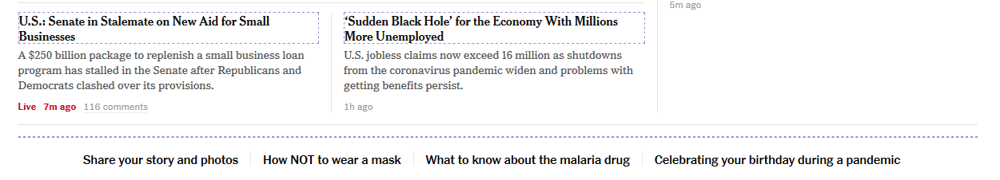 5m ago
U.S.: Senate in Stalemate on New Aid for Small
Businesses
A $250 billion package to replenish a small business loan
program has stalled in the Senate after Republicans and
Democrats clashed over its provisions.
Live 7m ago 116 comments
‘Sudden Black Hole’ for the Economy With Millions
More Unemployed
U.S. jobless claims now exceed 16 million as shutdowns
from the coronavirus pandemic widen and problems with
getting benefits persist.
1h ago
Share your story and photos
How NOT to wear a mask
What to know about the malaria drug
Celebrating your birthday during a pandemic